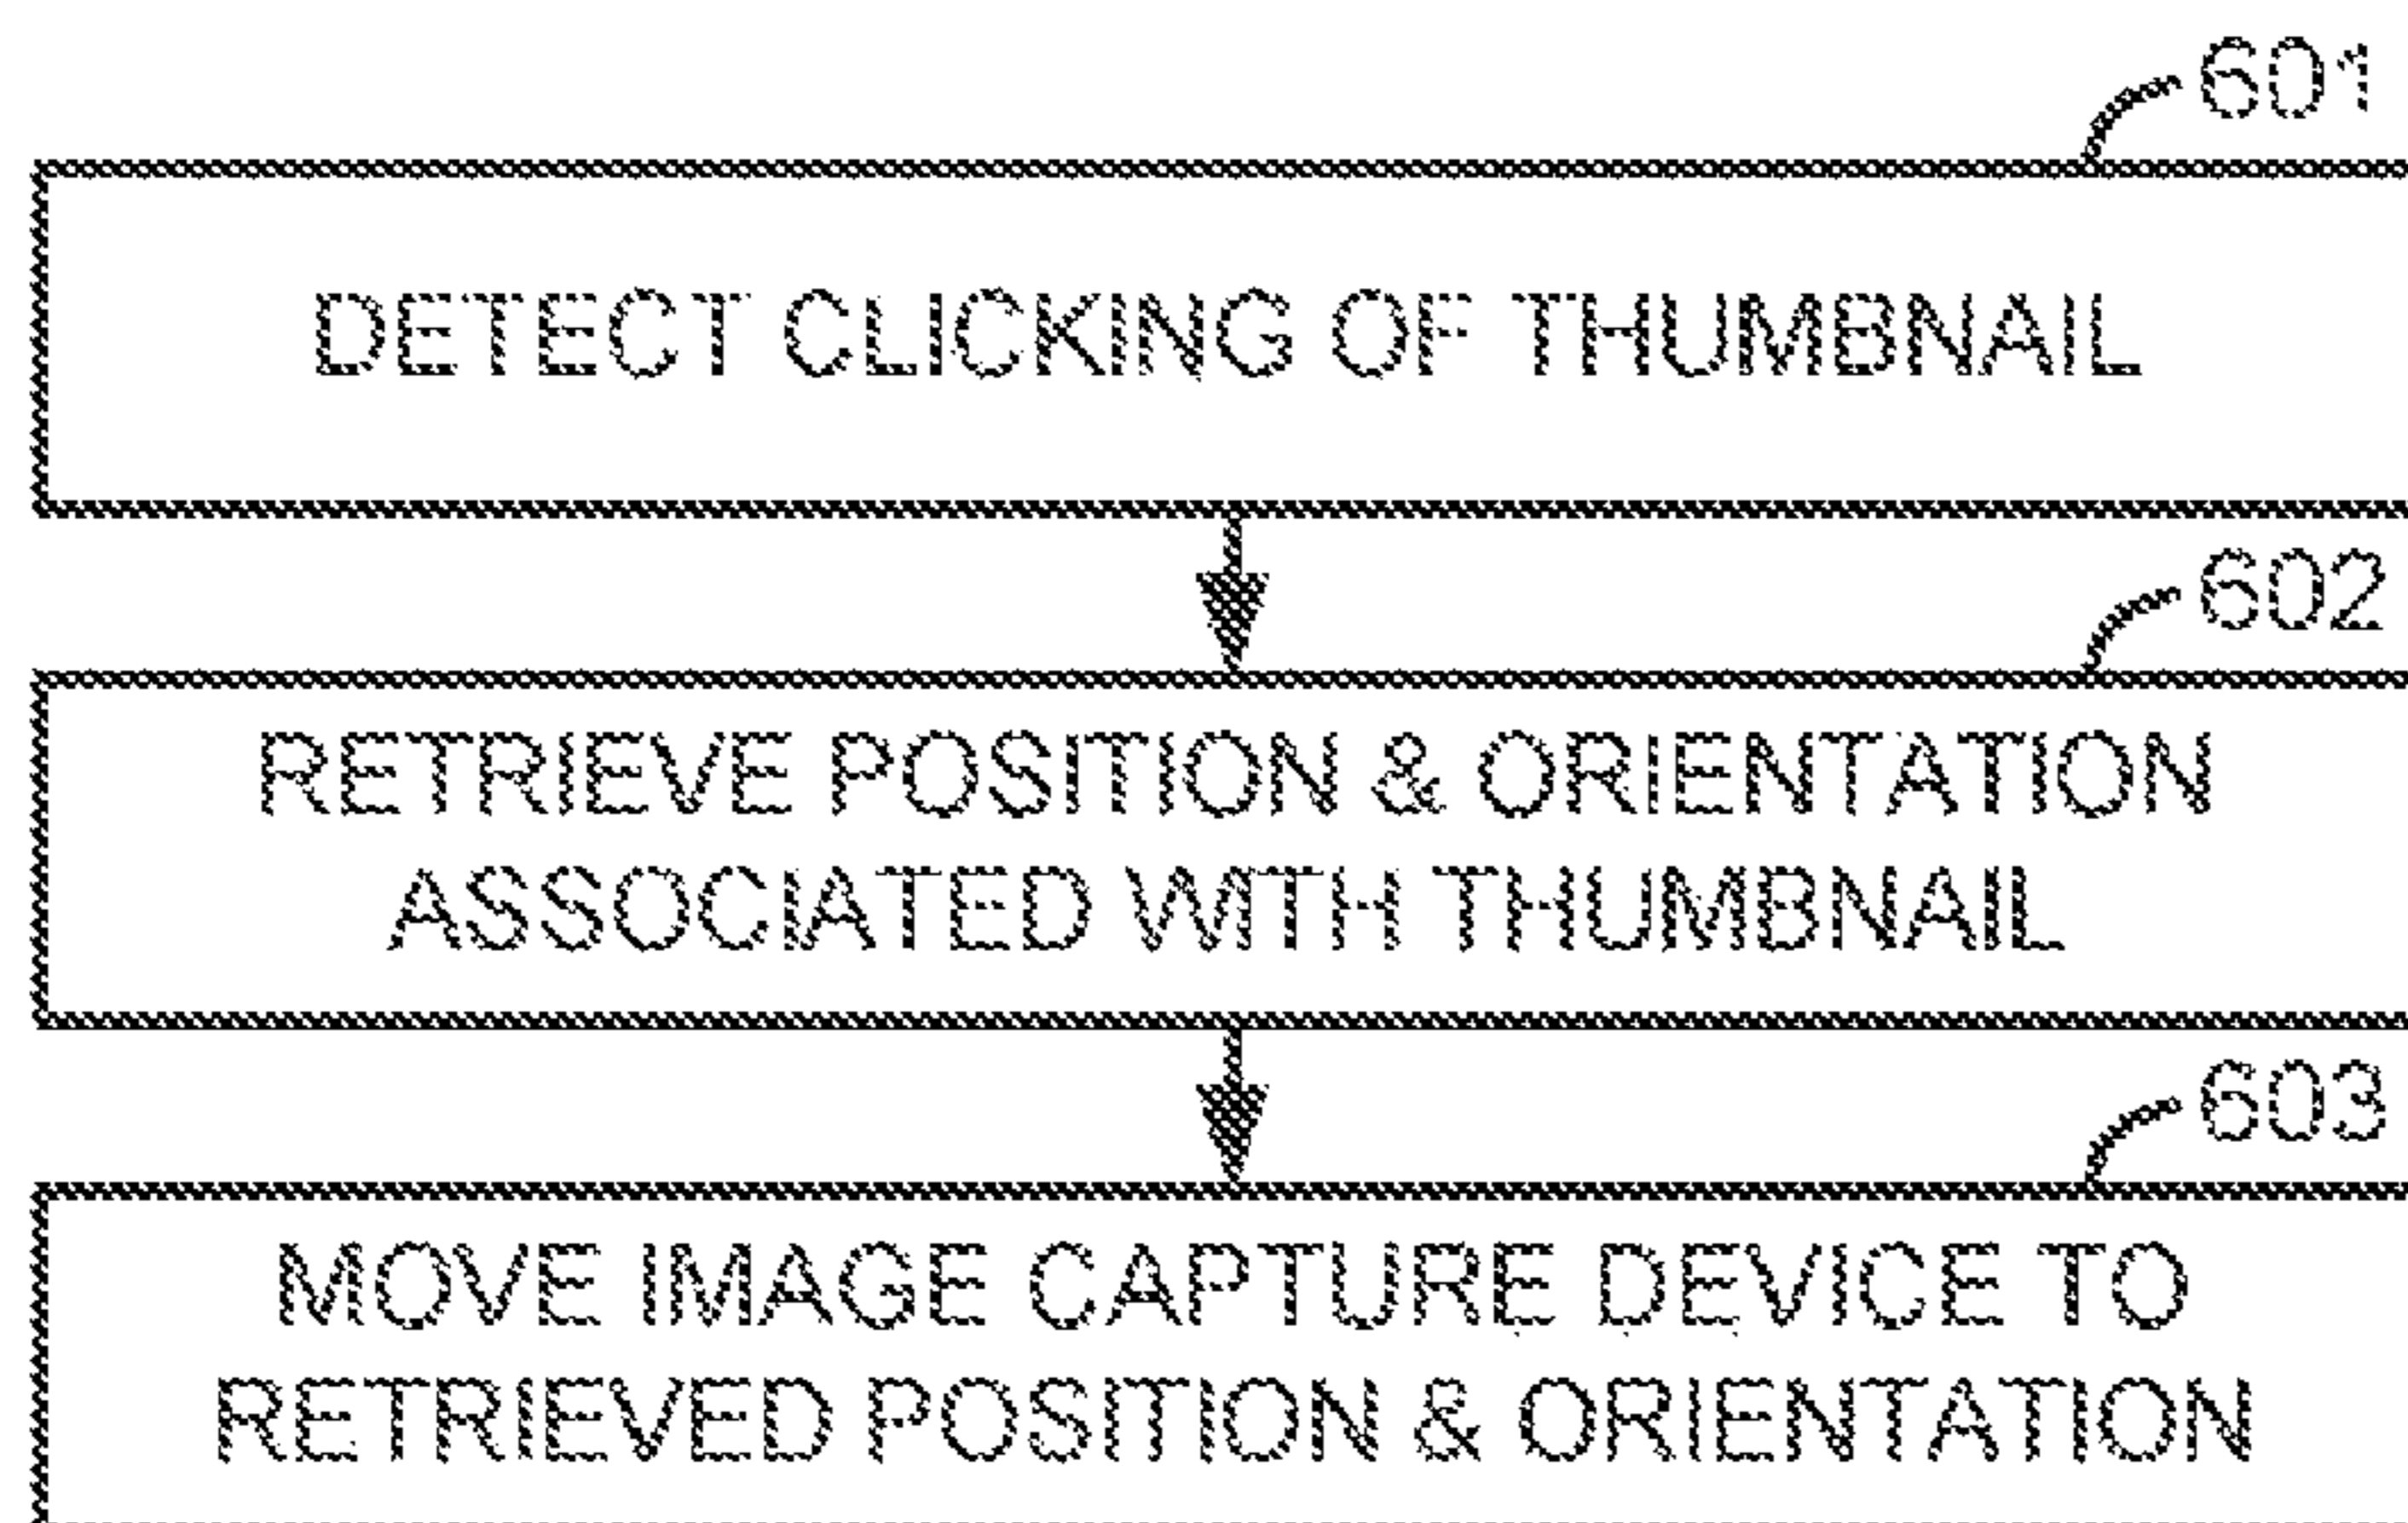 601
DETECT CLICKING OF THUMBNAIL
602
RETRIEVE POSITION & ORIENTATION
ASSOCIATED WITH THUMBNAIL
603
MOVE IMAGE CAPTURE DEVICE TO
RETRIEVED POSITION & ORIENTATION